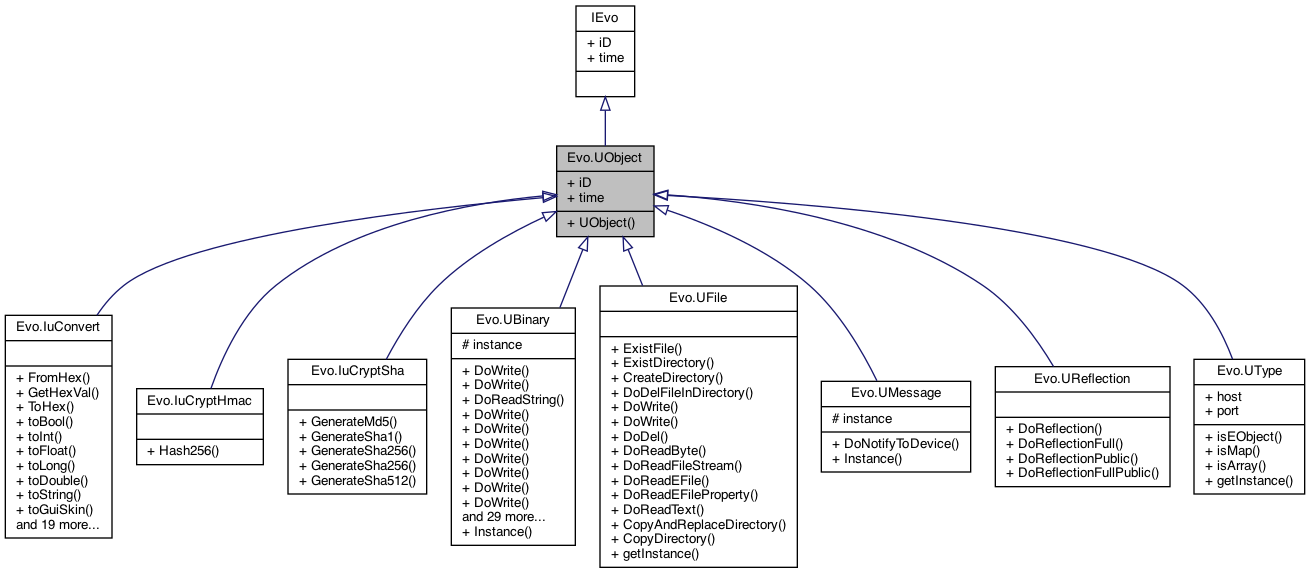 IEvo
+ iD
+ time
Evo.UObject
+ iD
+ time
+ UObject()
Evo.IuConvert
+ FromHex()
+ GetHexVal()
+ ToHex()
+ toBool()
+ toInt()
+ toFloat()
+ toLong()
+ toDouble()
+ toString()
+ toGuiSkin()
and 19 more...
Evo.IuCryptHmac
+ Hash256()
Evo.IuCryptSha
+ GenerateMd5()
+ GenerateSha1()
+ GenerateSha256()
+ GenerateSha256()
+ GenerateSha512()
Evo.UBinary
# instance
+ DoWrite()
+ DoWrite()
+ DoReadString()
+ DoWrite()
+ DoWrite()
+ DoWrite()
+ DoWrite()
+ DoWrite()
+ DoWrite()
+ DoWrite()
and 29 more...
+ Instance()
Evo.UFile
+ ExistFile()
+ ExistDirectory()
+ CreateDirectory()
+ DoDelFileInDirectory()
+ DoWrite()
+ DoWrite()
+ DoDel()
+ DoReadByte()
+ DoReadFileStream()
+ DoReadEFile()
+ DoReadEFileProperty()
+ DoReadText()
+ CopyAndReplaceDirectory()
+ CopyDirectory()
+ getInstance()
Evo.UMessage
# instance
+ DoNotifyToDevice()
+ Instance()
Evo.UReflection
+ DoReflection()
+ DoReflectionFull()
+ DoReflectionPublic()
+ DoReflectionFullPublic()
Evo.UType
+ host
+ port
+ isEObject()
+ isMap()
+ isArray()
+ getInstance()